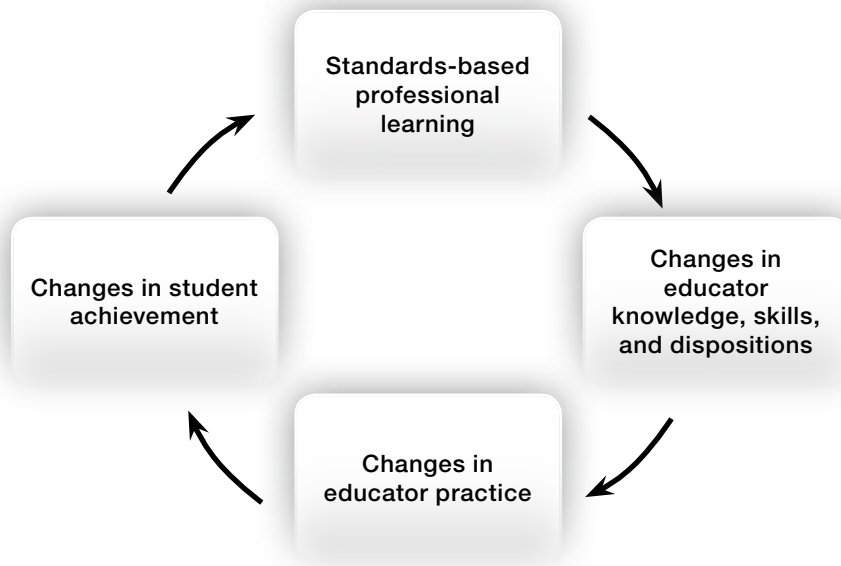 Standards-based
professional
learning
Changes in
educator
knowledge, skills,
and dispositions
Changes in
educator practice
Changes in student
achievement